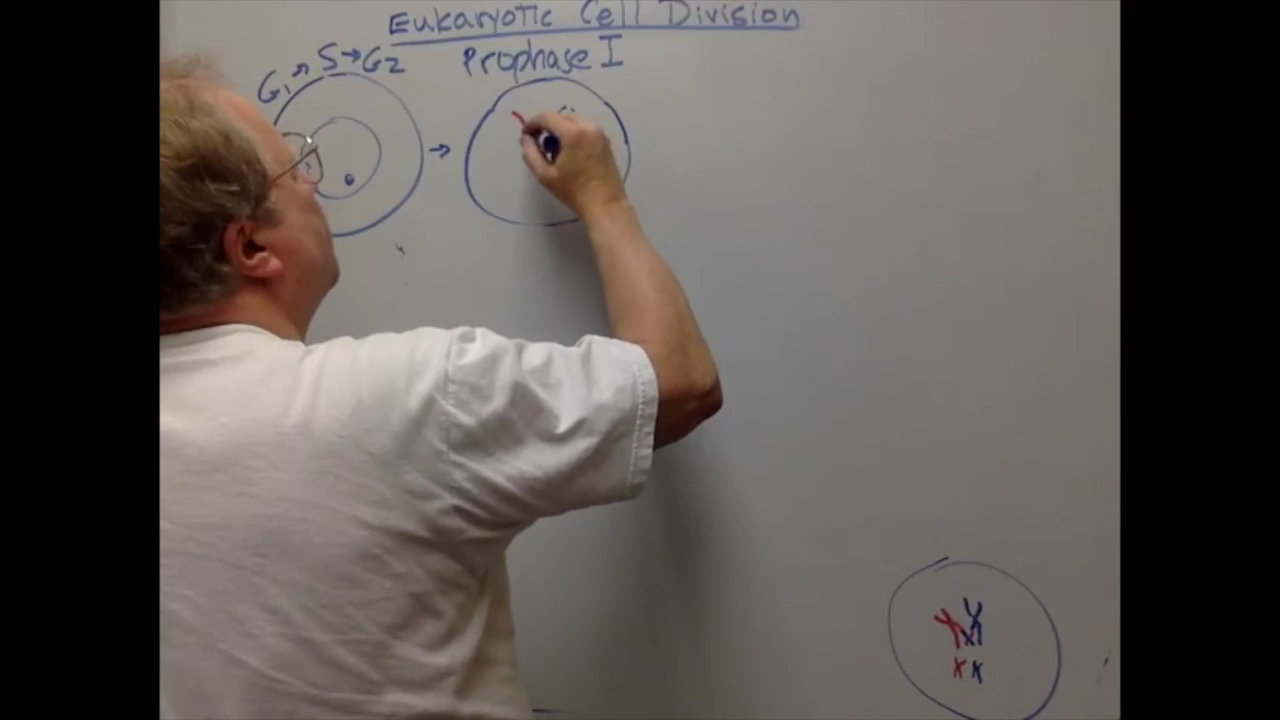 Eukaryotic Cell Division
G1 → S → G2
Prophase I